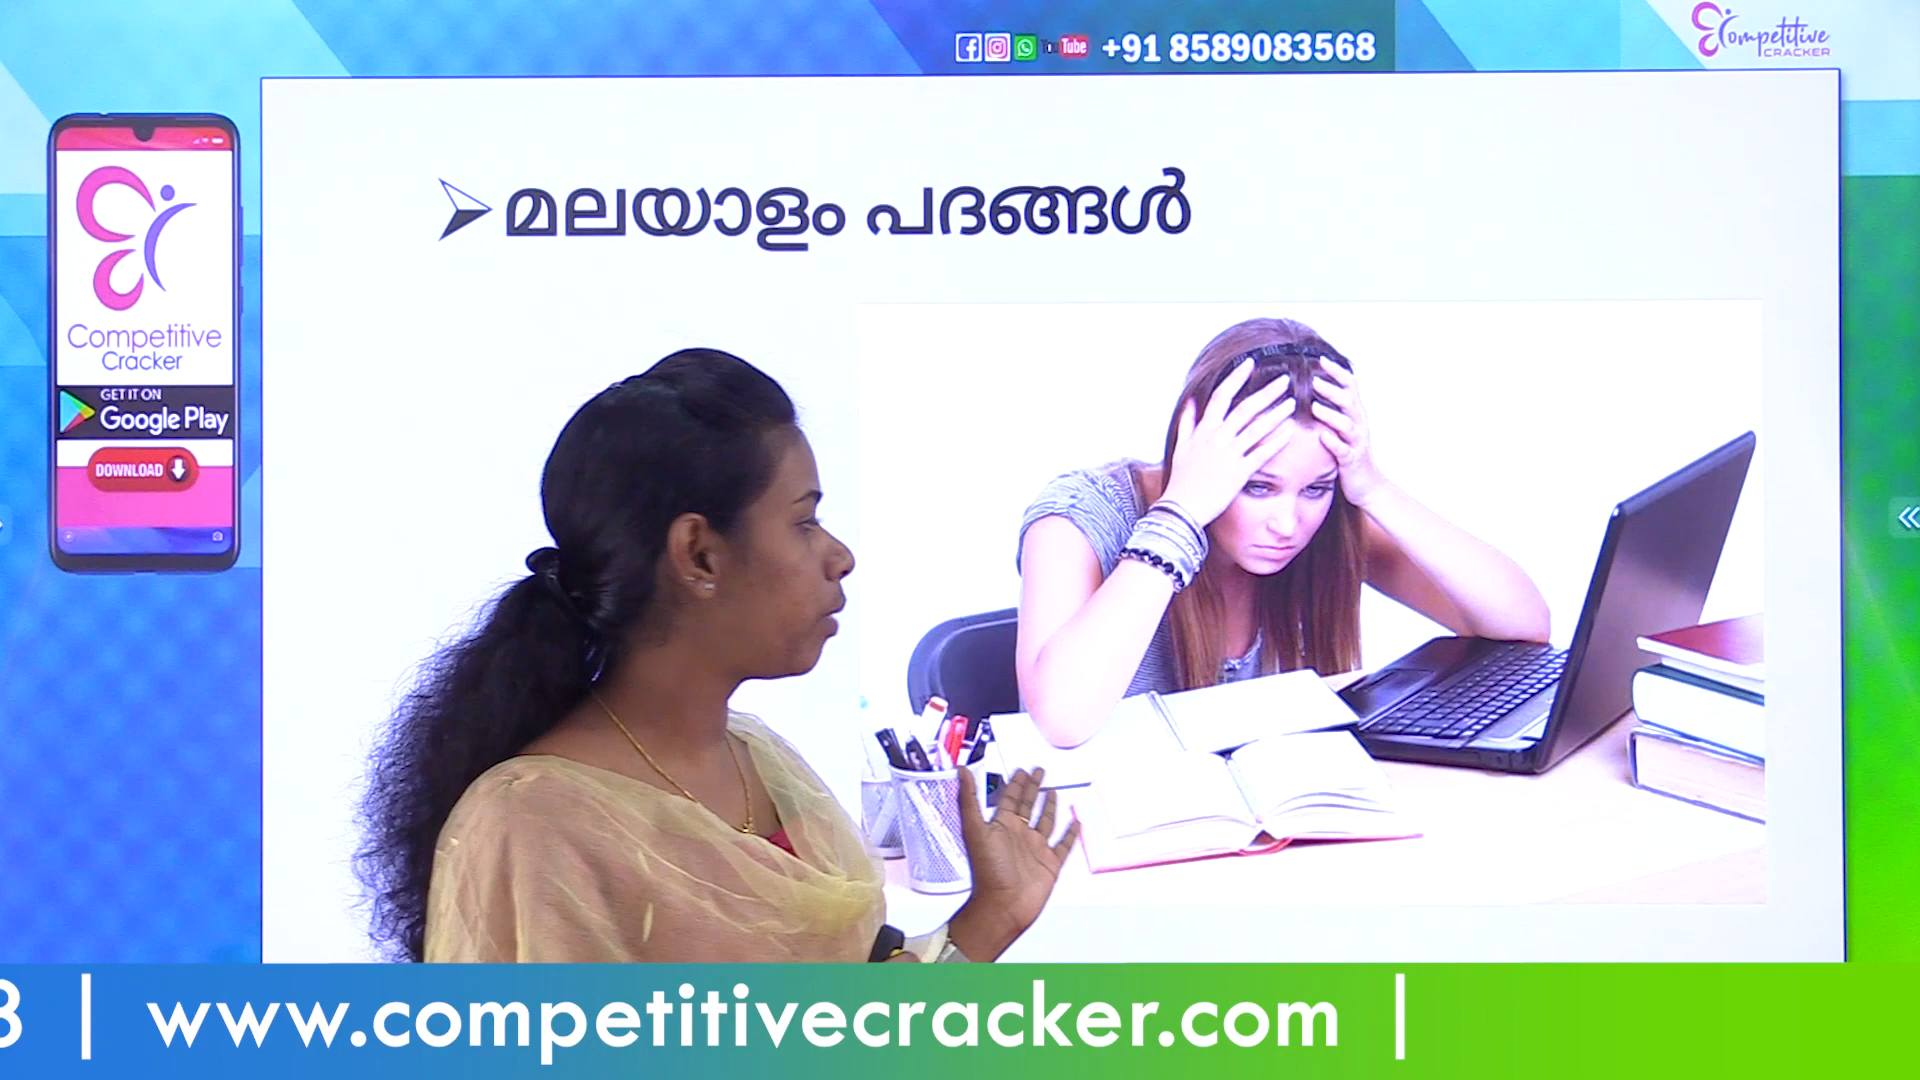 YouTube +91 8589083568
Competitive
CRACKER
മലയാളം പദങ്ങൾ
Competitive
Cracker
GET IT ON
Google Play
DOWNLOAD
3 | www.competitivecracker.com |